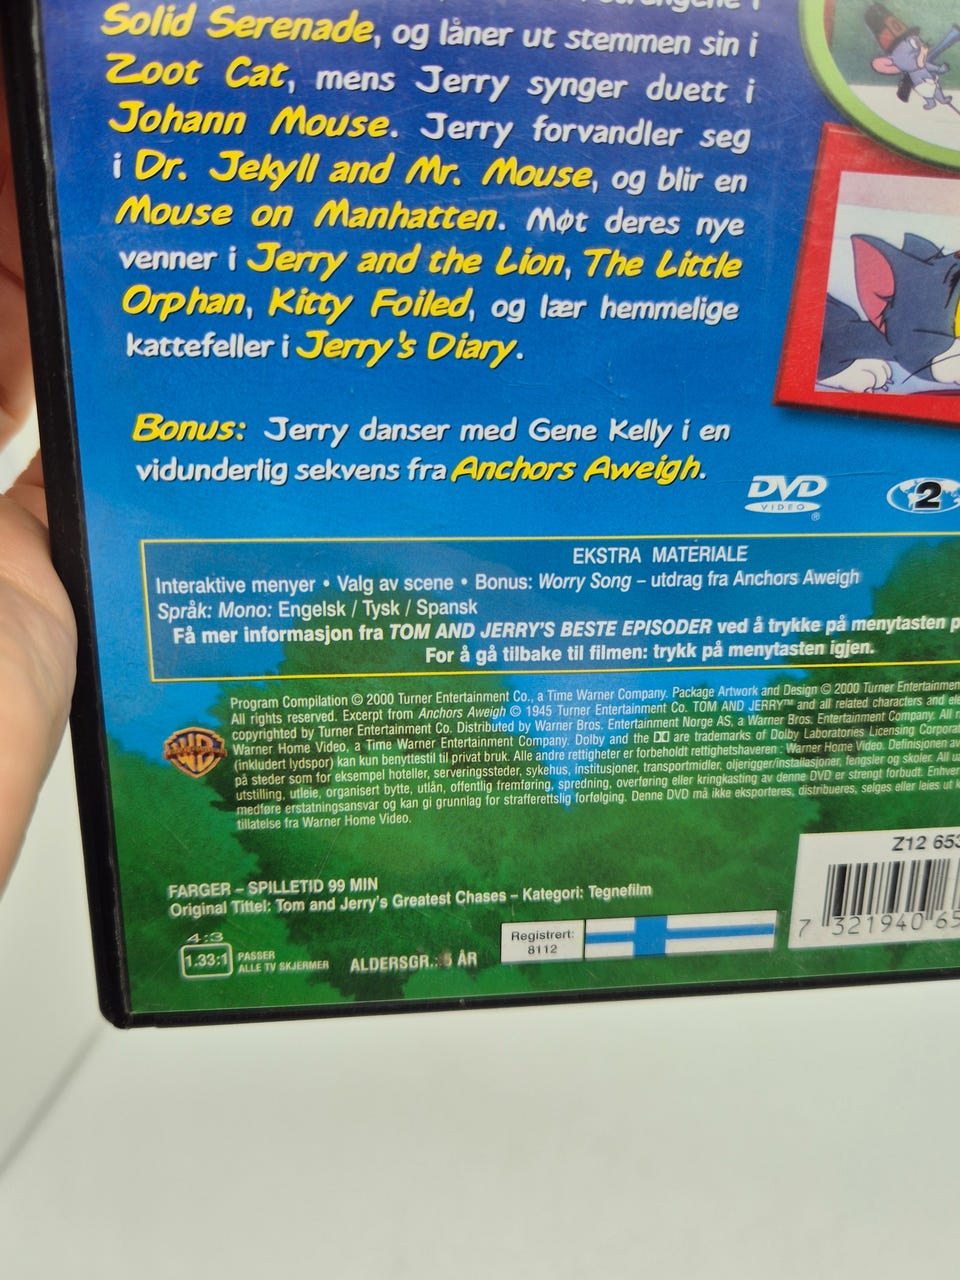 Solid Serenade, og låner ut stemmen sin i
Zoot Cat, mens Jerry synger duett i
Johann Mouse. Jerry forvandler seg
i Dr. Jekyll and Mr. Mouse, og blir en
Mouse on Manhatten. Møt deres nye
venner i Jerry and the Lion, The Little
Orphan, Kitty Foiled, og lær hemmelige
kattefeller i Jerry's Diary.
Bonus: Jerry danser med Gene Kelly i en
vidunderlig sekvens fra Anchors Aweigh.
DVD
VIDEO
®
2
EKSTRA MATERIALE
Interaktive menyer • Valg av scene • Bonus: Worry Song – utdrag fra Anchors Aweigh
Språk: Mono: Engelsk / Tysk / Spansk
Få mer informasjon fra TOM AND JERRY'S BESTE EPISODER ved å trykke på menytasten
For å gå tilbake til filmen: trykk på menytasten igjen.
Program Compilation © 2000 Turner Entertainment Co., a Time Warner Company. Package Artwork and Design © 2000 Turner
All rights reserved. Excerpt from Anchors Aweigh © 1945 Turner Entertainment Co. TOM AND JERRY™ and all related characters and
copyrighted by Turner Entertainment Co. Distributed by Warner Bros. Entertainment Norge AS, a Warner Bros. Entertainment Company. All
Warner Home Video, a Time Warner Entertainment Company. Dolby and the are trademarks of Dolby Laboratories Licensing
(inkludert lydspor) kan kun benyttestil til privat bruk. Alle andre rettigheter er forbeholdt rettighetshaveren : Warner Home Video. Definisjonen
på steder som for eksempel hoteller, serveringssteder, sykehus, institusjoner, transportmidler, oljerigger/installasjoner, fengsler og skoler. All
utstilling, utleie, organisert bytte, utlån, offentlig fremføring, spredning, overføring eller kringkasting av denne DVD er strengt forbudt. Enhver
medføre erstatningsansvar og kan gi grunnlag for strafferettslig forfølging. Denne DVD må ikke eksporteres, distribueres, selges eller leies ut
tillatelse fra Warner Home Video.
WB
Z12 653
7 321940 65
FARGER – SPILLETID 99 MIN
Original Tittel: Tom and Jerry's Greatest Chases – Kategori: Tegnefilm
4:3
1.33:1
PASSER
ALLE TV SKJERMER
ALDERSGR.: 5 ÅR
Registrert:
8112